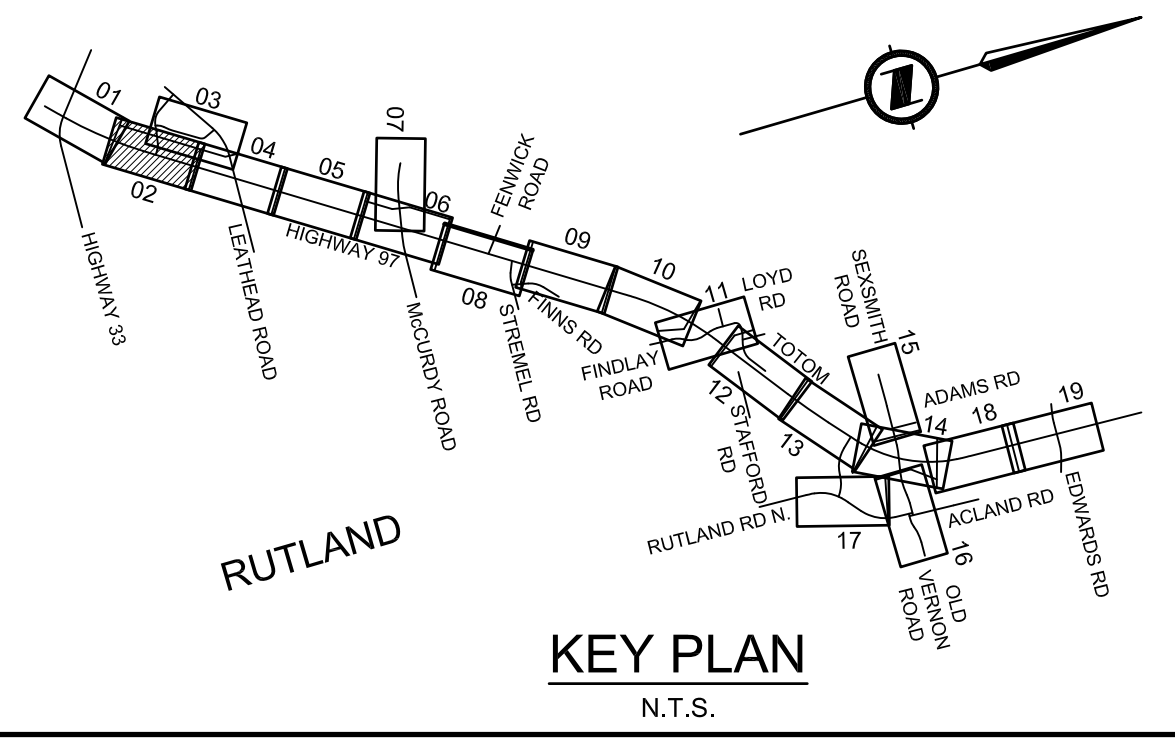 01
03
04
05
07
06
02
HIGHWAY 33
LEATHEAD ROAD
HIGHWAY 97
McCURDY ROAD
FENWICK
ROAD
08
09
10
STREMEL RD
FINNS RD
FINDLAY
ROAD
11
LOYD
RD
12
TOTOM
STAFFORD
RD
13
SEXSMITH
ROAD
15
14
ADAMS RD
18
19
RUTLAND RD N.
17
16
ACLAND RD
EDWARDS RD
OLD
VERNON
ROAD
N
RUTLAND
KEY PLAN
N.T.S.